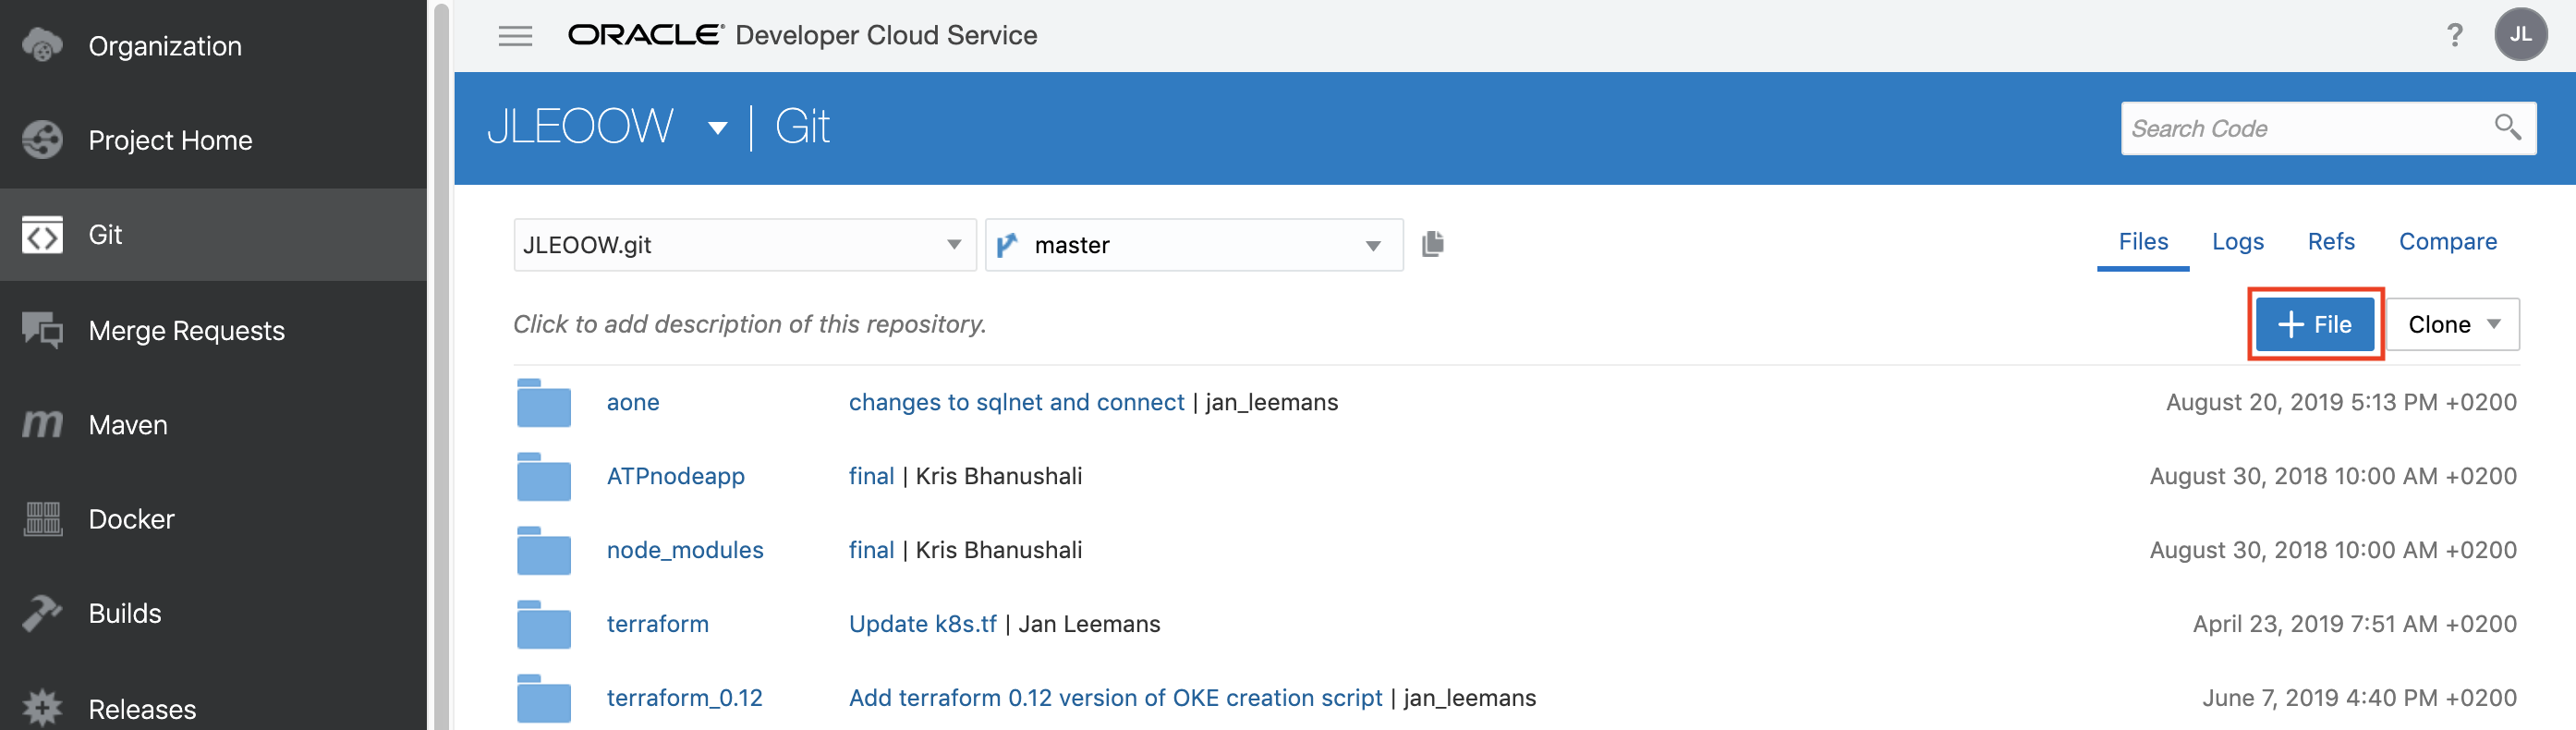 Organization
Project Home
Git
Merge Requests
Maven
Docker
Builds
Releases
ORACLE® Developer Cloud Service
? JL
JLEOOW | Git
Search Code
JLEOOW.git master
Files Logs Refs Compare
Click to add description of this repository.
+ File Clone
aone changes to sqlnet and connect | jan_leemans August 20, 2019 5:13 PM +0200
ATPnodeapp final | Kris Bhanushali August 30, 2018 10:00 AM +0200
node_modules final | Kris Bhanushali August 30, 2018 10:00 AM +0200
terraform Update k8s.tf | Jan Leemans April 23, 2019 7:51 AM +0200
terraform_0.12 Add terraform 0.12 version of OKE creation script | jan_leemans June 7, 2019 4:40 PM +0200